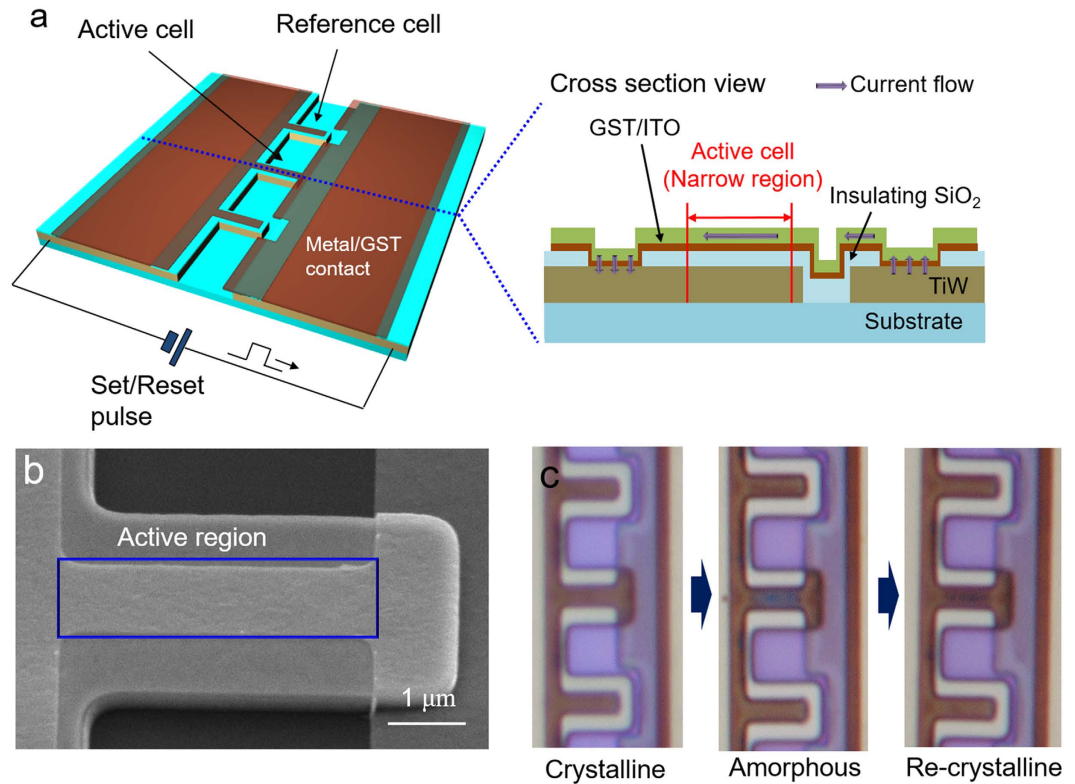 a
Active cell
Reference cell
Metal/GST
contact
Set/Reset
pulse
Cross section view
Current flow
GST/ITO
Active cell
(Narrow region)
Insulating SiO₂
TiW
Substrate
b
Active region
1 μm
c
Crystalline
Amorphous
Re-crystalline